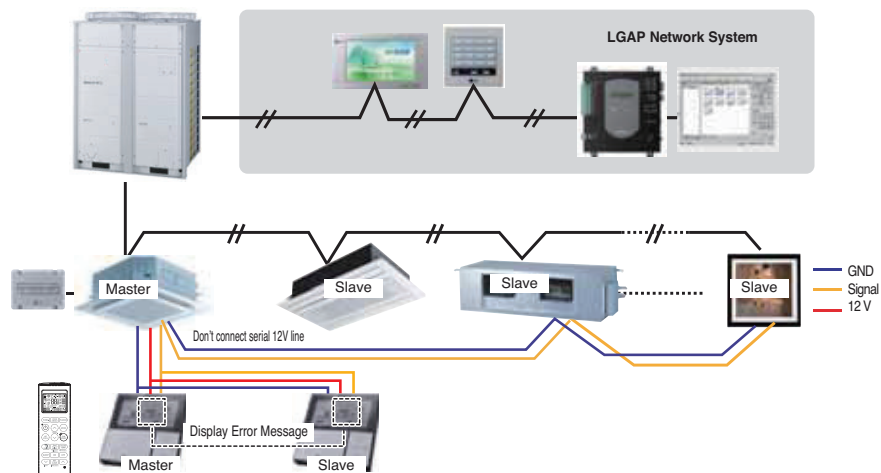 LGAP Network System
Master
Slave
Slave
Slave
GND
Signal
12 V
Don't connect serial 12V line
Display Error Message
Master
Slave